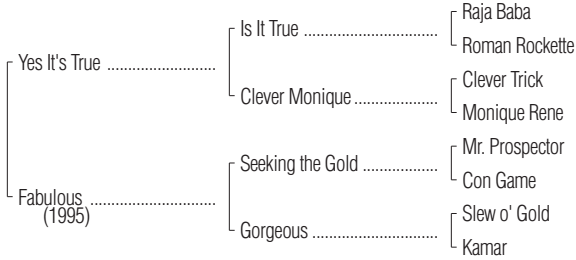 Raja Baba
Is It True ..............................
Roman Rockette
Yes It's True ........................
Clever Trick
Clever Monique ..................
Monique Rene
Mr. Prospector
Seeking the Gold .................
Con Game
Fabulous ...........................
(1995)
Slew o' Gold
Gorgeous ............................
Kamar